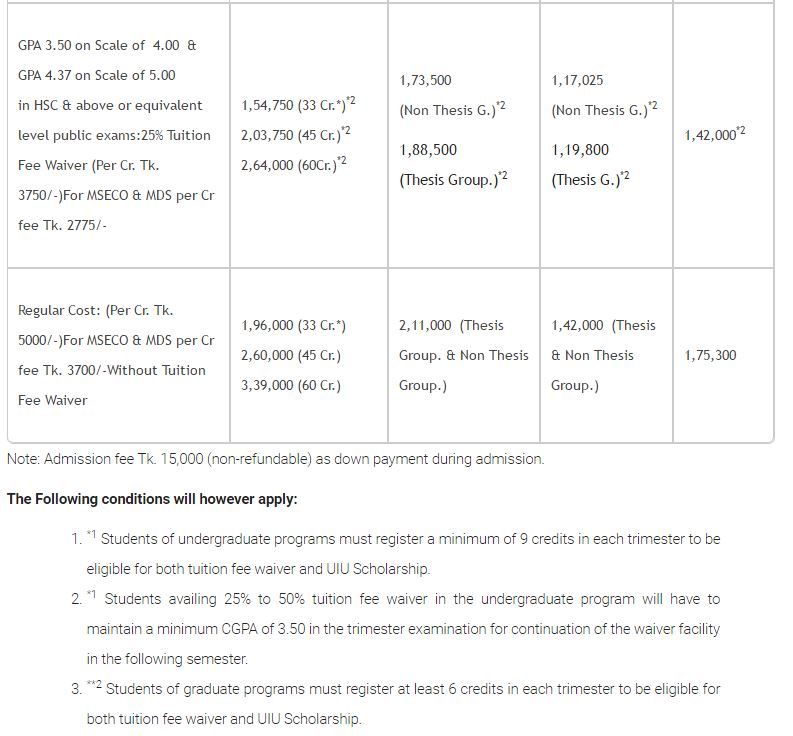 GPA 3.50 on Scale of 4.00 &
GPA 4.37 on Scale of 5.00
in HSC & above or equivalent
level public exams:25% Tuition
Fee Waiver (Per Cr. Tk.
3750/-)For MSECO & MDS per Cr
fee Tk. 2775/-
1,54,750 (33 Cr.*)*2
2,03,750 (45 Cr.)*2
2,64,000 (60Cr.)*2
1,73,500
(Non Thesis G.)*2
1,88,500
(Thesis Group.)*2
1,17,025
(Non Thesis G.)*2
1,19,800
(Thesis G.)*2
1,42,000*2
Regular Cost: (Per Cr. Tk.
5000/-)For MSECO & MDS per Cr
fee Tk. 3700/-Without Tuition
Fee Waiver
1,96,000 (33 Cr.*)
2,60,000 (45 Cr.)
3,39,000 (60 Cr.)
2,11,000 (Thesis
Group. & Non Thesis
Group.)
1,42,000 (Thesis
& Non Thesis
Group.)
1,75,300
Note: Admission fee Tk. 15,000 (non-refundable) as down payment during admission.
The Following conditions will however apply:
1. *1 Students of undergraduate programs must register a minimum of 9 credits in each trimester to be
eligible for both tuition fee waiver and UIU Scholarship.
2. *1 Students availing 25% to 50% tuition fee waiver in the undergraduate program will have to
maintain a minimum CGPA of 3.50 in the trimester examination for continuation of the waiver facility
in the following semester.
3. **2 Students of graduate programs must register at least 6 credits in each trimester to be eligible for
both tuition fee waiver and UIU Scholarship.